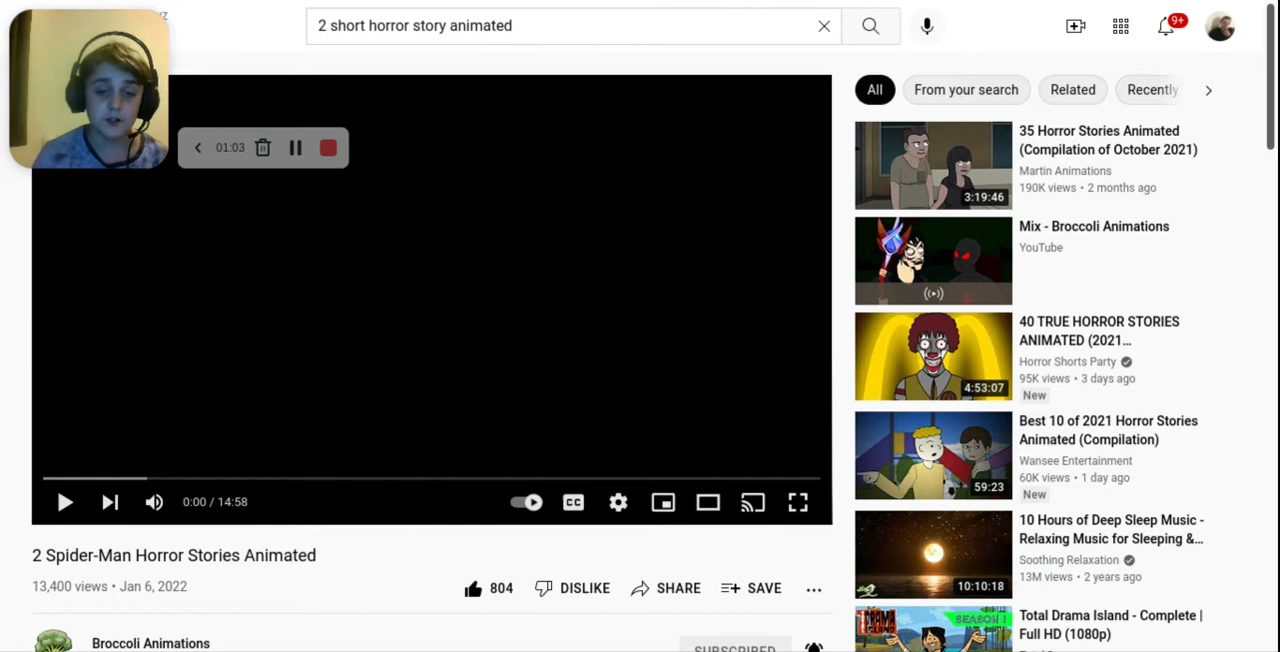 2 short horror story animated
9+
01:03
0:00 / 14:58
CC
2 Spider-Man Horror Stories Animated
13,400 views • Jan 6, 2022
804
DISLIKE
SHARE
SAVE
Broccoli Animations
SUBSCRIBED
All
From your search
Related
Recently
35 Horror Stories Animated
(Compilation of October 2021)
Martin Animations
190K views • 2 months ago
3:19:46
Mix - Broccoli Animations
YouTube
40 TRUE HORROR STORIES
ANIMATED (2021...
Horror Shorts Party
95K views • 3 days ago
4:53:07
New
Best 10 of 2021 Horror Stories
Animated (Compilation)
Wansee Entertainment
60K views • 1 day ago
59:23
New
10 Hours of Deep Sleep Music -
Relaxing Music for Sleeping &...
Soothing Relaxation
13M views • 2 years ago
10:10:18
Total Drama Island - Complete |
Full HD (1080p)
DRAMA
ISLAND
SEASON 1